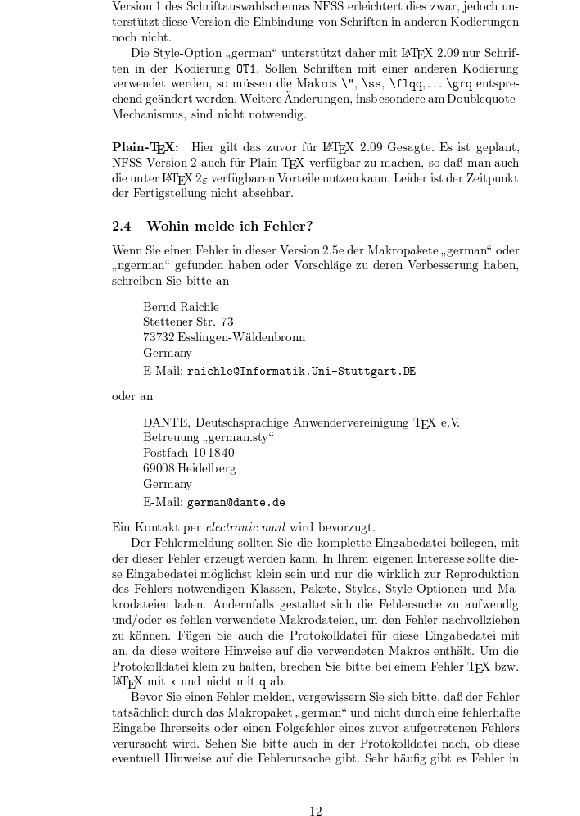 Version 1 des Schriftauswahlschemas NFSS erleichtert dies zwar, jedoch un-
terstützt diese Version die Einbindung von Schriften in anderen Kodierungen
noch nicht.
Die Style-Option „german“ unterstützt daher mit LATEX 2.09 nur Schrif-
ten in der Kodierung OT1. Sollen Schriften mit einer anderen Kodierung
verwendet werden, so müssen die Makros \", \ss, \flqq, ... \grq entspre-
chend geändert werden. Weitere Änderungen, insbesondere am Doublequote-
Mechanismus, sind nicht notwendig.
Plain-TEX: Hier gilt das zuvor für LATEX 2.09 Gesagte. Es ist geplant,
NFSS Version 2 auch für Plain-TEX verfügbar zu machen, so daß man auch
die unter LATEX 2ε verfügbaren Vorteile nutzen kann. Leider ist der Zeitpunkt
der Fertigstellung nicht absehbar.
2.4 Wohin melde ich Fehler?
Wenn Sie einen Fehler in dieser Version 2.5e der Makropakete „german“ oder
„ngerman“ gefunden haben oder Vorschläge zu deren Verbesserung haben,
schreiben Sie bitte an
Bernd Raichle
Stettener Str. 73
73732 Esslingen-Wäldenbronn
Germany
E-Mail: raichle@Informatik.Uni-Stuttgart.DE
oder an
DANTE, Deutschsprachige Anwendervereinigung TEX e.V.
Betreuung „german.sty“
Postfach 10 18 40
69008 Heidelberg
Germany
E-Mail: german@dante.de
Ein Kontakt per electronic mail wird bevorzugt.
Der Fehlermeldung sollten Sie die komplette Eingabedatei beilegen, mit
der dieser Fehler erzeugt werden kann. In Ihrem eigenen Interesse sollte die-
se Eingabedatei möglichst klein sein und nur die wirklich zur Reproduktion
des Fehlers notwendigen Klassen, Pakete, Styles, Style-Optionen und Ma-
krodateien laden. Andernfalls gestaltet sich die Fehlersuche zu aufwendig
und/oder es fehlen verwendete Makrodateien, um den Fehler nachvollziehen
zu können. Fügen Sie auch die Protokolldatei für diese Eingabedatei mit
an, da diese weitere Hinweise auf die verwendeten Makros enthält. Um die
Protokolldatei klein zu halten, brechen Sie bitte bei einem Fehler TEX bzw.
LATEX mit x und nicht mit q ab.
Bevor Sie einen Fehler melden, vergewissern Sie sich bitte, daß der Fehler
tatsächlich durch das Makropaket „german“ und nicht durch eine fehlerhafte
Eingabe Ihrerseits oder einen Folgefehler eines zuvor aufgetretenen Fehlers
verursacht wird. Sehen Sie bitte auch in der Protokolldatei nach, ob diese
eventuell Hinweise auf die Fehlerursache gibt. Sehr häufig gibt es Fehler in
12